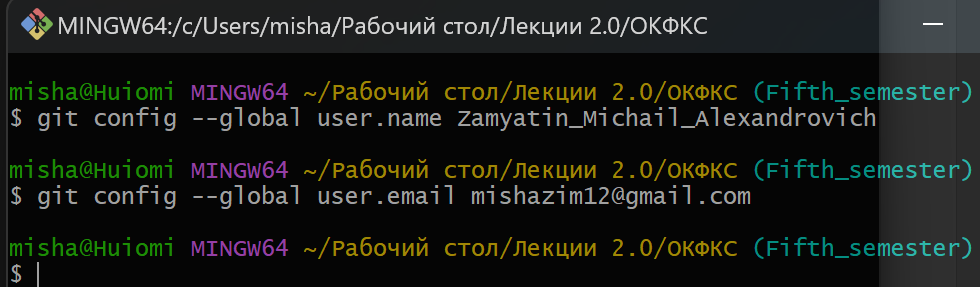 MINGW64:/c/Users/misha/Рабочий стол/Лекции 2.0/ОКФКС
misha@Huiomi MINGW64 ~/Рабочий стол/Лекции 2.0/ОКФКС (Fifth_semester)
$ git config --global user.name Zamyatin_Michail_Alexandrovich
misha@Huiomi MINGW64 ~/Рабочий стол/Лекции 2.0/ОКФКС (Fifth_semester)
$ git config --global user.email mishazim12@gmail.com
misha@Huiomi MINGW64 ~/Рабочий стол/Лекции 2.0/ОКФКС (Fifth_semester)
$